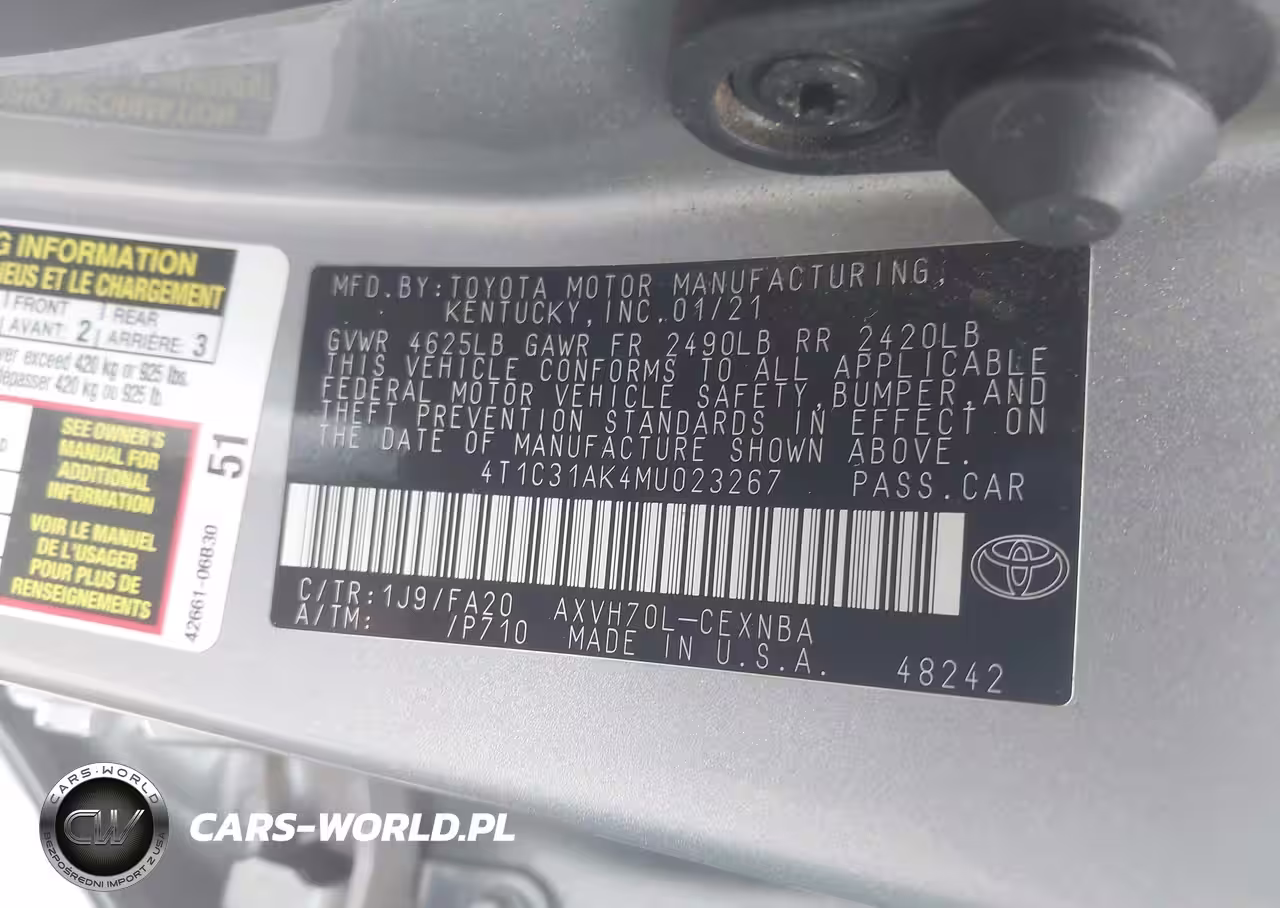 G INFORMATION
NEUS ET LE CHARGEMENT
FRONT
REAR
AVANT: 2
ARRIÈRE: 3
ver exceed 420 kg or 925 lbs.
dépasser 420 kg ou 925 lb.
SEE OWNER'S
MANUAL FOR
ADDITIONAL
INFORMATION
VOIR LE MANUEL
DE L'USAGER
POUR PLUS DE
RENSEIGNEMENTS
51
42661-06B30
MFD.BY:TOYOTA MOTOR MANUFACTURING,
KENTUCKY,INC.01/21
GVWR 4625LB GAWR FR 2490LB RR 2420LB
THIS VEHICLE CONFORMS TO ALL APPLICABLE
FEDERAL MOTOR VEHICLE SAFETY,BUMPER,AND
THEFT PREVENTION STANDARDS IN EFFECT ON
THE DATE OF MANUFACTURE SHOWN ABOVE.
4T1C31AK4MU023267 PASS.CAR
C/TR:1J9/FA20 AXVH70L-CEXNBA
A/TM: /P710 MADE IN U.S.A.
48242
CARS-WORLD
CW
BEZPOŚREDNI IMPORT Z USA
CARS-WORLD.PL